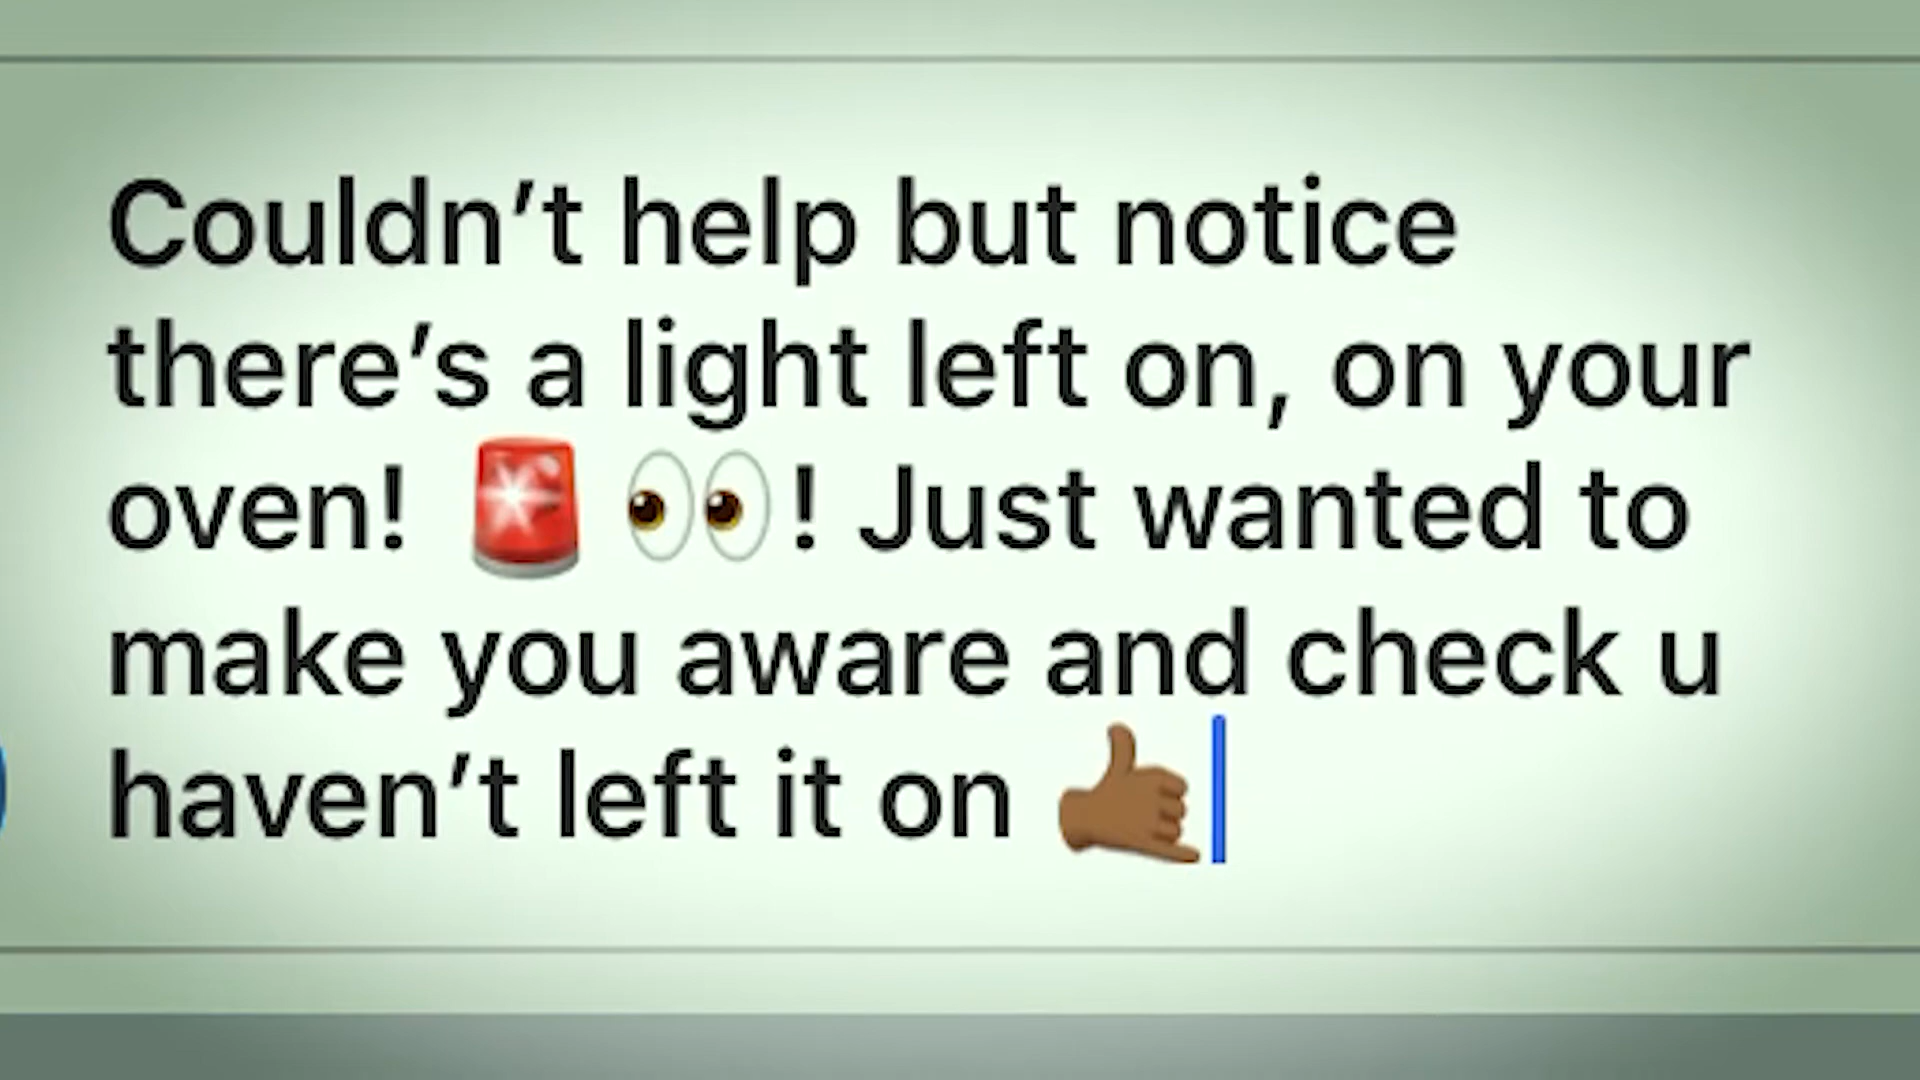 Couldn’t help but notice
there’s a light left on, on your
oven! 🚨 👀! Just wanted to
make you aware and check u
haven’t left it on 🤙🏾